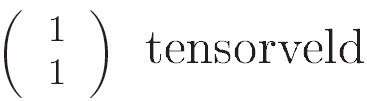 ( 1
1 ) tensorveld